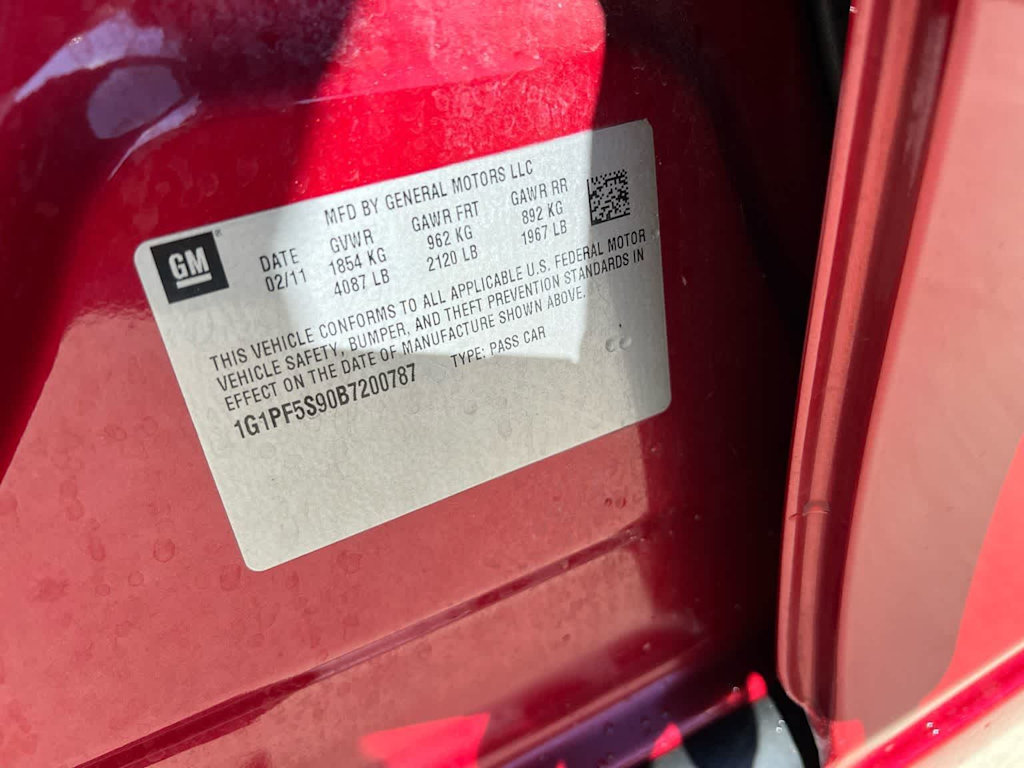 GM
MFD BY GENERAL MOTORS LLC
DATE GVWR GAWR FRT GAWR RR
02/11 1854 KG 962 KG 892 KG
4087 LB 2120 LB 1967 LB
THIS VEHICLE CONFORMS TO ALL APPLICABLE U.S. FEDERAL MOTOR
VEHICLE SAFETY, BUMPER, AND THEFT PREVENTION STANDARDS IN
EFFECT ON THE DATE OF MANUFACTURE SHOWN ABOVE.
1G1PF5S90B7200787 TYPE: PASS CAR